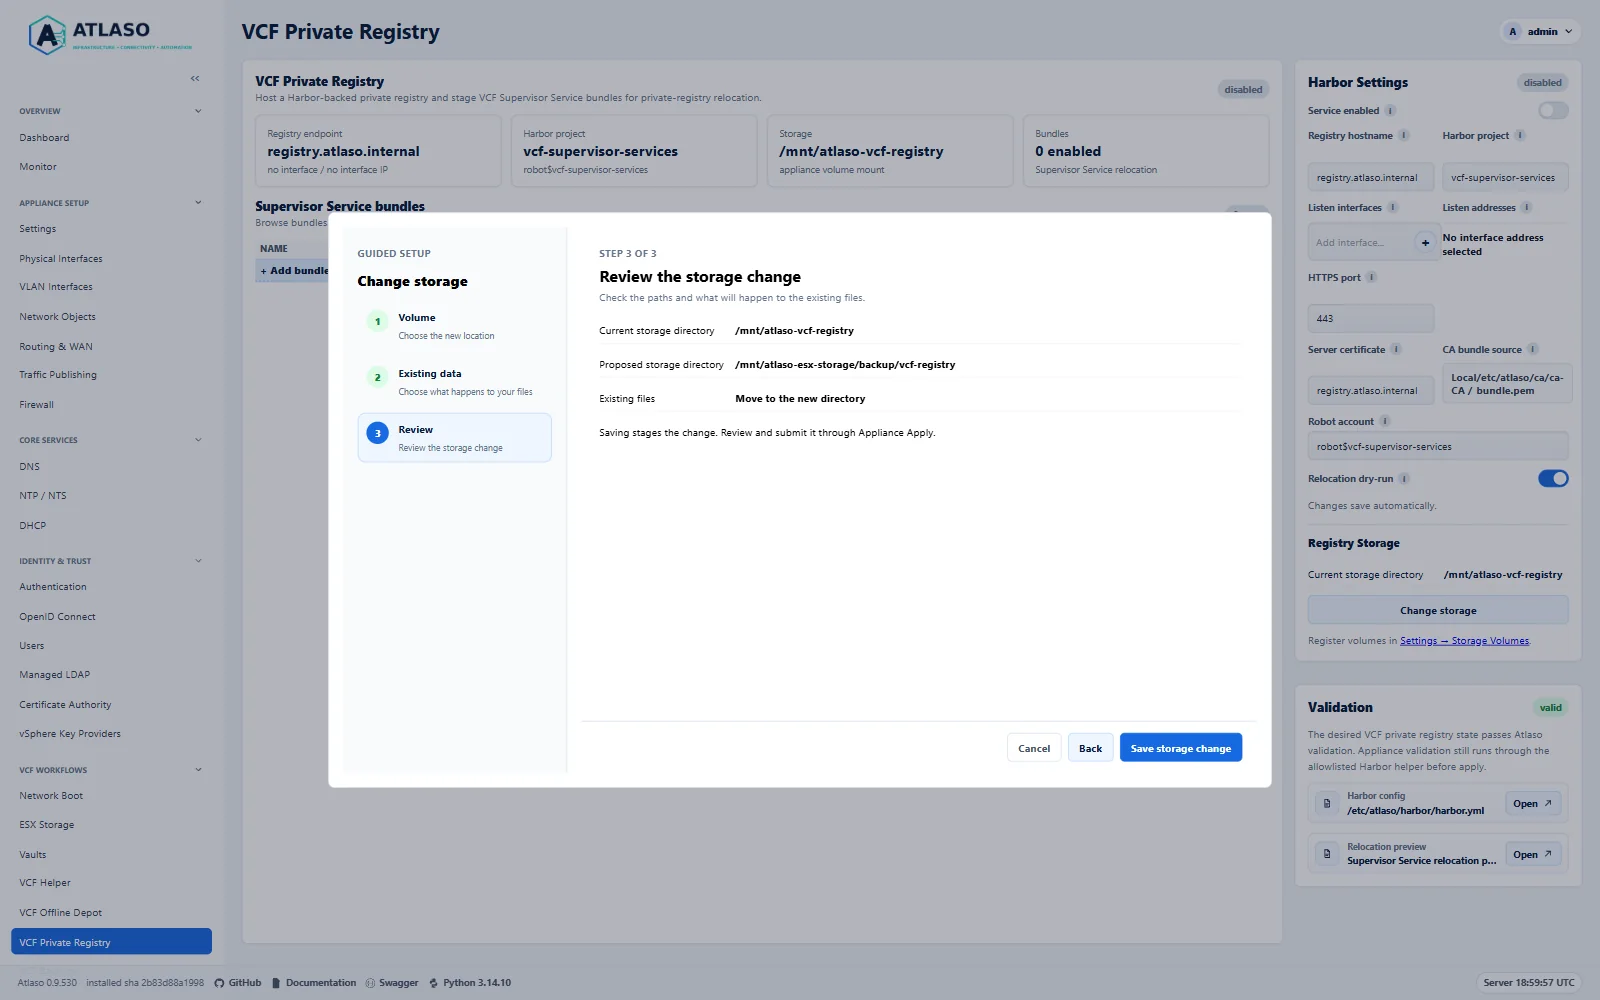 ATLASO
INFRASTRUCTURE • CONNECTIVITY • AUTOMATION
OVERVIEW
Dashboard
Monitor
APPLIANCE SETUP
Settings
Physical Interfaces
VLAN Interfaces
Network Objects
Routing & WAN
Traffic Publishing
Firewall
CORE SERVICES
DNS
NTP / NTS
DHCP
IDENTITY & TRUST
Authentication
OpenID Connect
Users
Managed LDAP
Certificate Authority
vSphere Key Providers
VCF WORKFLOWS
Network Boot
ESX Storage
Vaults
VCF Helper
VCF Offline Depot
VCF Private Registry
VCF Private Registry
A admin
VCF Private Registry
Host a Harbor-backed private registry and stage VCF Supervisor Service bundles for private-registry relocation.
disabled
Registry endpoint
registry.atlaso.internal
no interface / no interface IP
Harbor project
vcf-supervisor-services
robot$vcf-supervisor-services
Storage
/mnt/atlaso-vcf-registry
appliance volume mount
Bundles
0 enabled
Supervisor Service relocation
Supervisor Service bundles
Browse bundles
NAME
+ Add bundle
GUIDED SETUP
Change storage
1 Volume
Choose the new location
2 Existing data
Choose what happens to your files
3 Review
Review the storage change
STEP 3 OF 3
Review the storage change
Check the paths and what will happen to the existing files.
Current storage directory /mnt/atlaso-vcf-registry
Proposed storage directory /mnt/atlaso-esx-storage/backup/vcf-registry
Existing files Move to the new directory
Saving stages the change. Review and submit it through Appliance Apply.
Cancel Back Save storage change
Harbor Settings disabled
Service enabled i
Registry hostname i Harbor project i
registry.atlaso.internal vcf-supervisor-services
Listen interfaces i Listen addresses i
Add interface... + No interface address
selected
HTTPS port i
443
Server certificate i CA bundle source i
registry.atlaso.internal
Local/etc/atlaso/ca/ca-
CA / bundle.pem
Robot account i
robot$vcf-supervisor-services
Relocation dry-run i
Changes save automatically.
Registry Storage
Current storage directory /mnt/atlaso-vcf-registry
Change storage
Register volumes in Settings → Storage Volumes.
Validation valid
The desired VCF private registry state passes Atlaso
validation. Appliance validation still runs through the
allowlisted Harbor helper before apply.
Harbor config
/etc/atlaso/harbor/harbor.yml
Open
Relocation preview
Supervisor Service relocation p...
Open
Atlaso 0.9.530 installed sha 2b83d88a1998 GitHub Documentation Swagger Python 3.14.10
Server 18:59:57 UTC